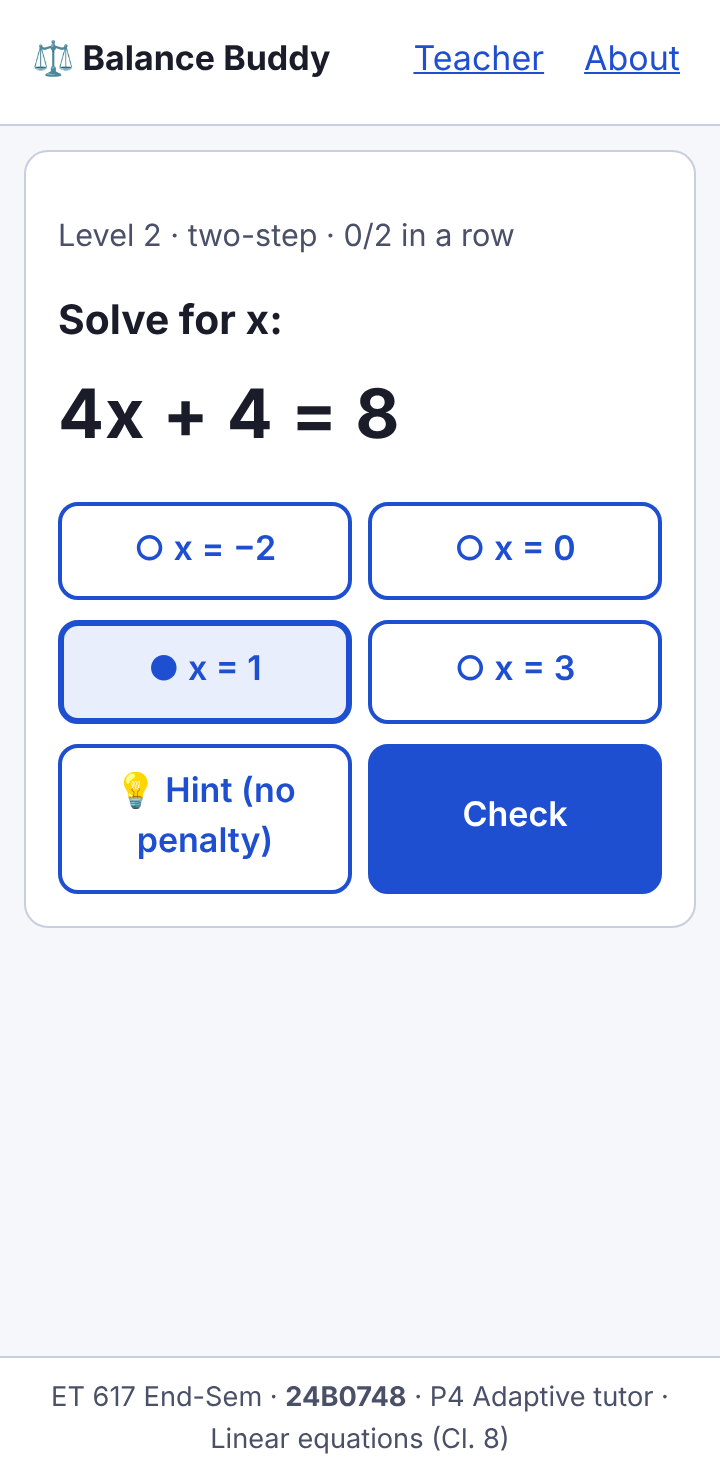 ⚖️ Balance Buddy Teacher About
Level 2 · two-step · 0/2 in a row
Solve for x:
4x + 4 = 8
x = −2
x = 0
x = 1
x = 3
💡 Hint (no
penalty)
Check
ET 617 End-Sem · 24B0748 · P4 Adaptive tutor ·
Linear equations (Cl. 8)